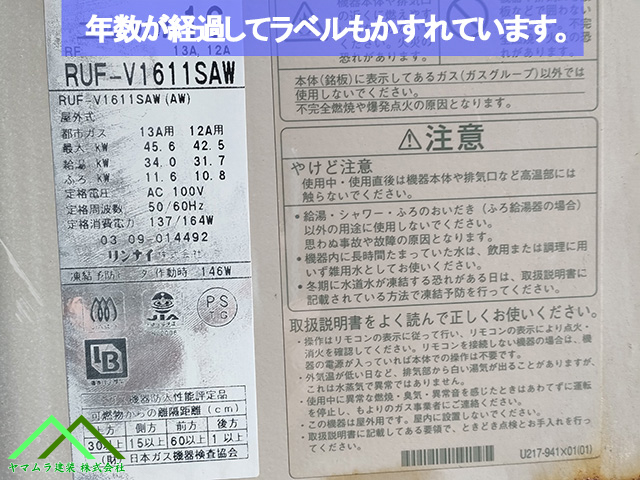 年数が経過してラベルもかすれています。
13A, 12A
RUF-V1611SAW
RUF-V1611SAW(AW)
屋外式
都市ガス 13A用 12A用
最大 kW 45.6 42.5
給湯 kW 34.0 31.7
ふろ kW 11.6 10.8
定格電圧 AC 100V
定格周波数 50/60Hz
定格消費電力 137/164W
03.09-014492
リンナイ株式会社
凍結予防ヒータ作動時 146W
JIA
PS
TG
機器防火性能評定品
可燃物からの離隔距離(cm)
上方 側方 前方 後方
30以上 15以上 60以上 1以上
(財)日本ガス機器検査協会
ヤマムラ建装 株式会社
恐れがあります。
本体(銘板)に表示してあるガス(ガスグループ)以外では
使用しないでください。
不完全燃焼や爆発点火の原因となります。
⚠注意
やけど注意
使用中・使用直後は機器本体や排気口など高温部には
触らないでください。
●給湯・シャワー・ふろのおいだき(ふろ給湯器の場合)
以外の用途に使用しないでください。
思わぬ事故や故障の原因となります。
●機器内に長時間たまっていた水は、飲用または調理に用
いず雑用水としてお使いください。
●冬期に水道水が凍結する恐れがある日は、取扱説明書に
記載されている方法で凍結予防を行ってください。
取扱説明書をよく読んで正しくお使いください。
・操作はリモコンの表示に従って行い、リモコンの表示により点火・
消火を確認してください。リモコンを接続しない機器の場合は、機
器の電源が入っていれば本体での操作は不要です。
・外気温が低い日など、排気部から白い湯気が出ることがありますが、
これは水蒸気で異常ではありません。
・使用中に異常な燃焼・臭気・異常音を感じたときはあわてずに運転
を停止し、もよりのガス事業者にご連絡ください。
・この機器は屋外用です。屋内に設置しないでください。
・取扱説明書に記載してある要領で、ときどき点検とお手入れを行っ
てください。
U217-941×01(01)